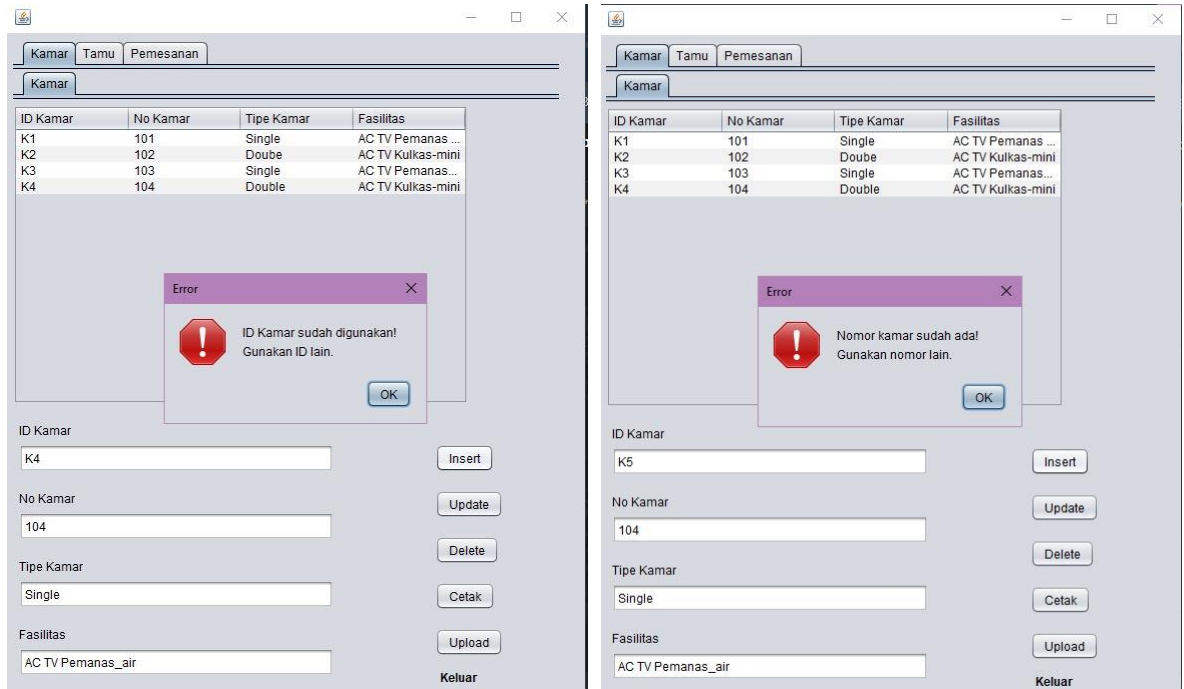 Kamar Tamu Pemesanan
Kamar
ID Kamar No Kamar Tipe Kamar Fasilitas
K1 101 Single AC TV Pemanas ...
K2 102 Doube AC TV Kulkas-mini
K3 103 Single AC TV Pemanas...
K4 104 Double AC TV Kulkas-mini
Error
ID Kamar sudah digunakan!
Gunakan ID lain.
OK
ID Kamar
K4
Insert
No Kamar
104
Update
Delete
Tipe Kamar
Single
Cetak
Fasilitas
AC TV Pemanas_air
Upload
Keluar
Kamar Tamu Pemesanan
Kamar
ID Kamar No Kamar Tipe Kamar Fasilitas
K1 101 Single AC TV Pemanas ...
K2 102 Doube AC TV Kulkas-mini
K3 103 Single AC TV Pemanas...
K4 104 Double AC TV Kulkas-mini
Error
Nomor kamar sudah ada!
Gunakan nomor lain.
OK
ID Kamar
K5
Insert
No Kamar
104
Update
Delete
Tipe Kamar
Single
Cetak
Fasilitas
AC TV Pemanas_air
Upload
Keluar